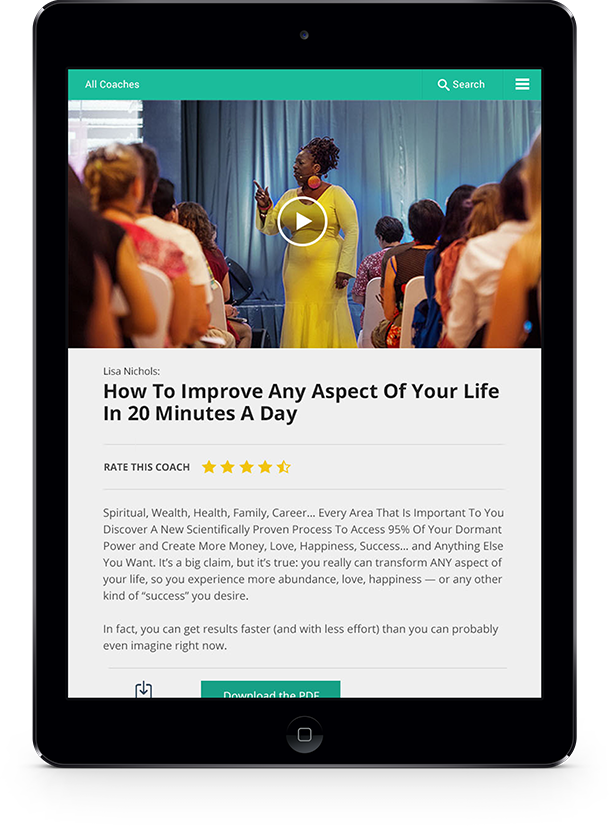 All Coaches
Search
Lisa Nichols:
How To Improve Any Aspect Of Your Life
In 20 Minutes A Day
RATE THIS COACH
Spiritual, Wealth, Health, Family, Career... Every Area That Is Important To You
Discover A New Scientifically Proven Process To Access 95% Of Your Dormant
Power and Create More Money, Love, Happiness, Success... and Anything Else
You Want. It's a big claim, but it's true: you really can transform ANY aspect of
your life, so you experience more abundance, love, happiness — or any other
kind of “success” you desire.
In fact, you can get results faster (and with less effort) than you can probably
even imagine right now.
Download the PDF